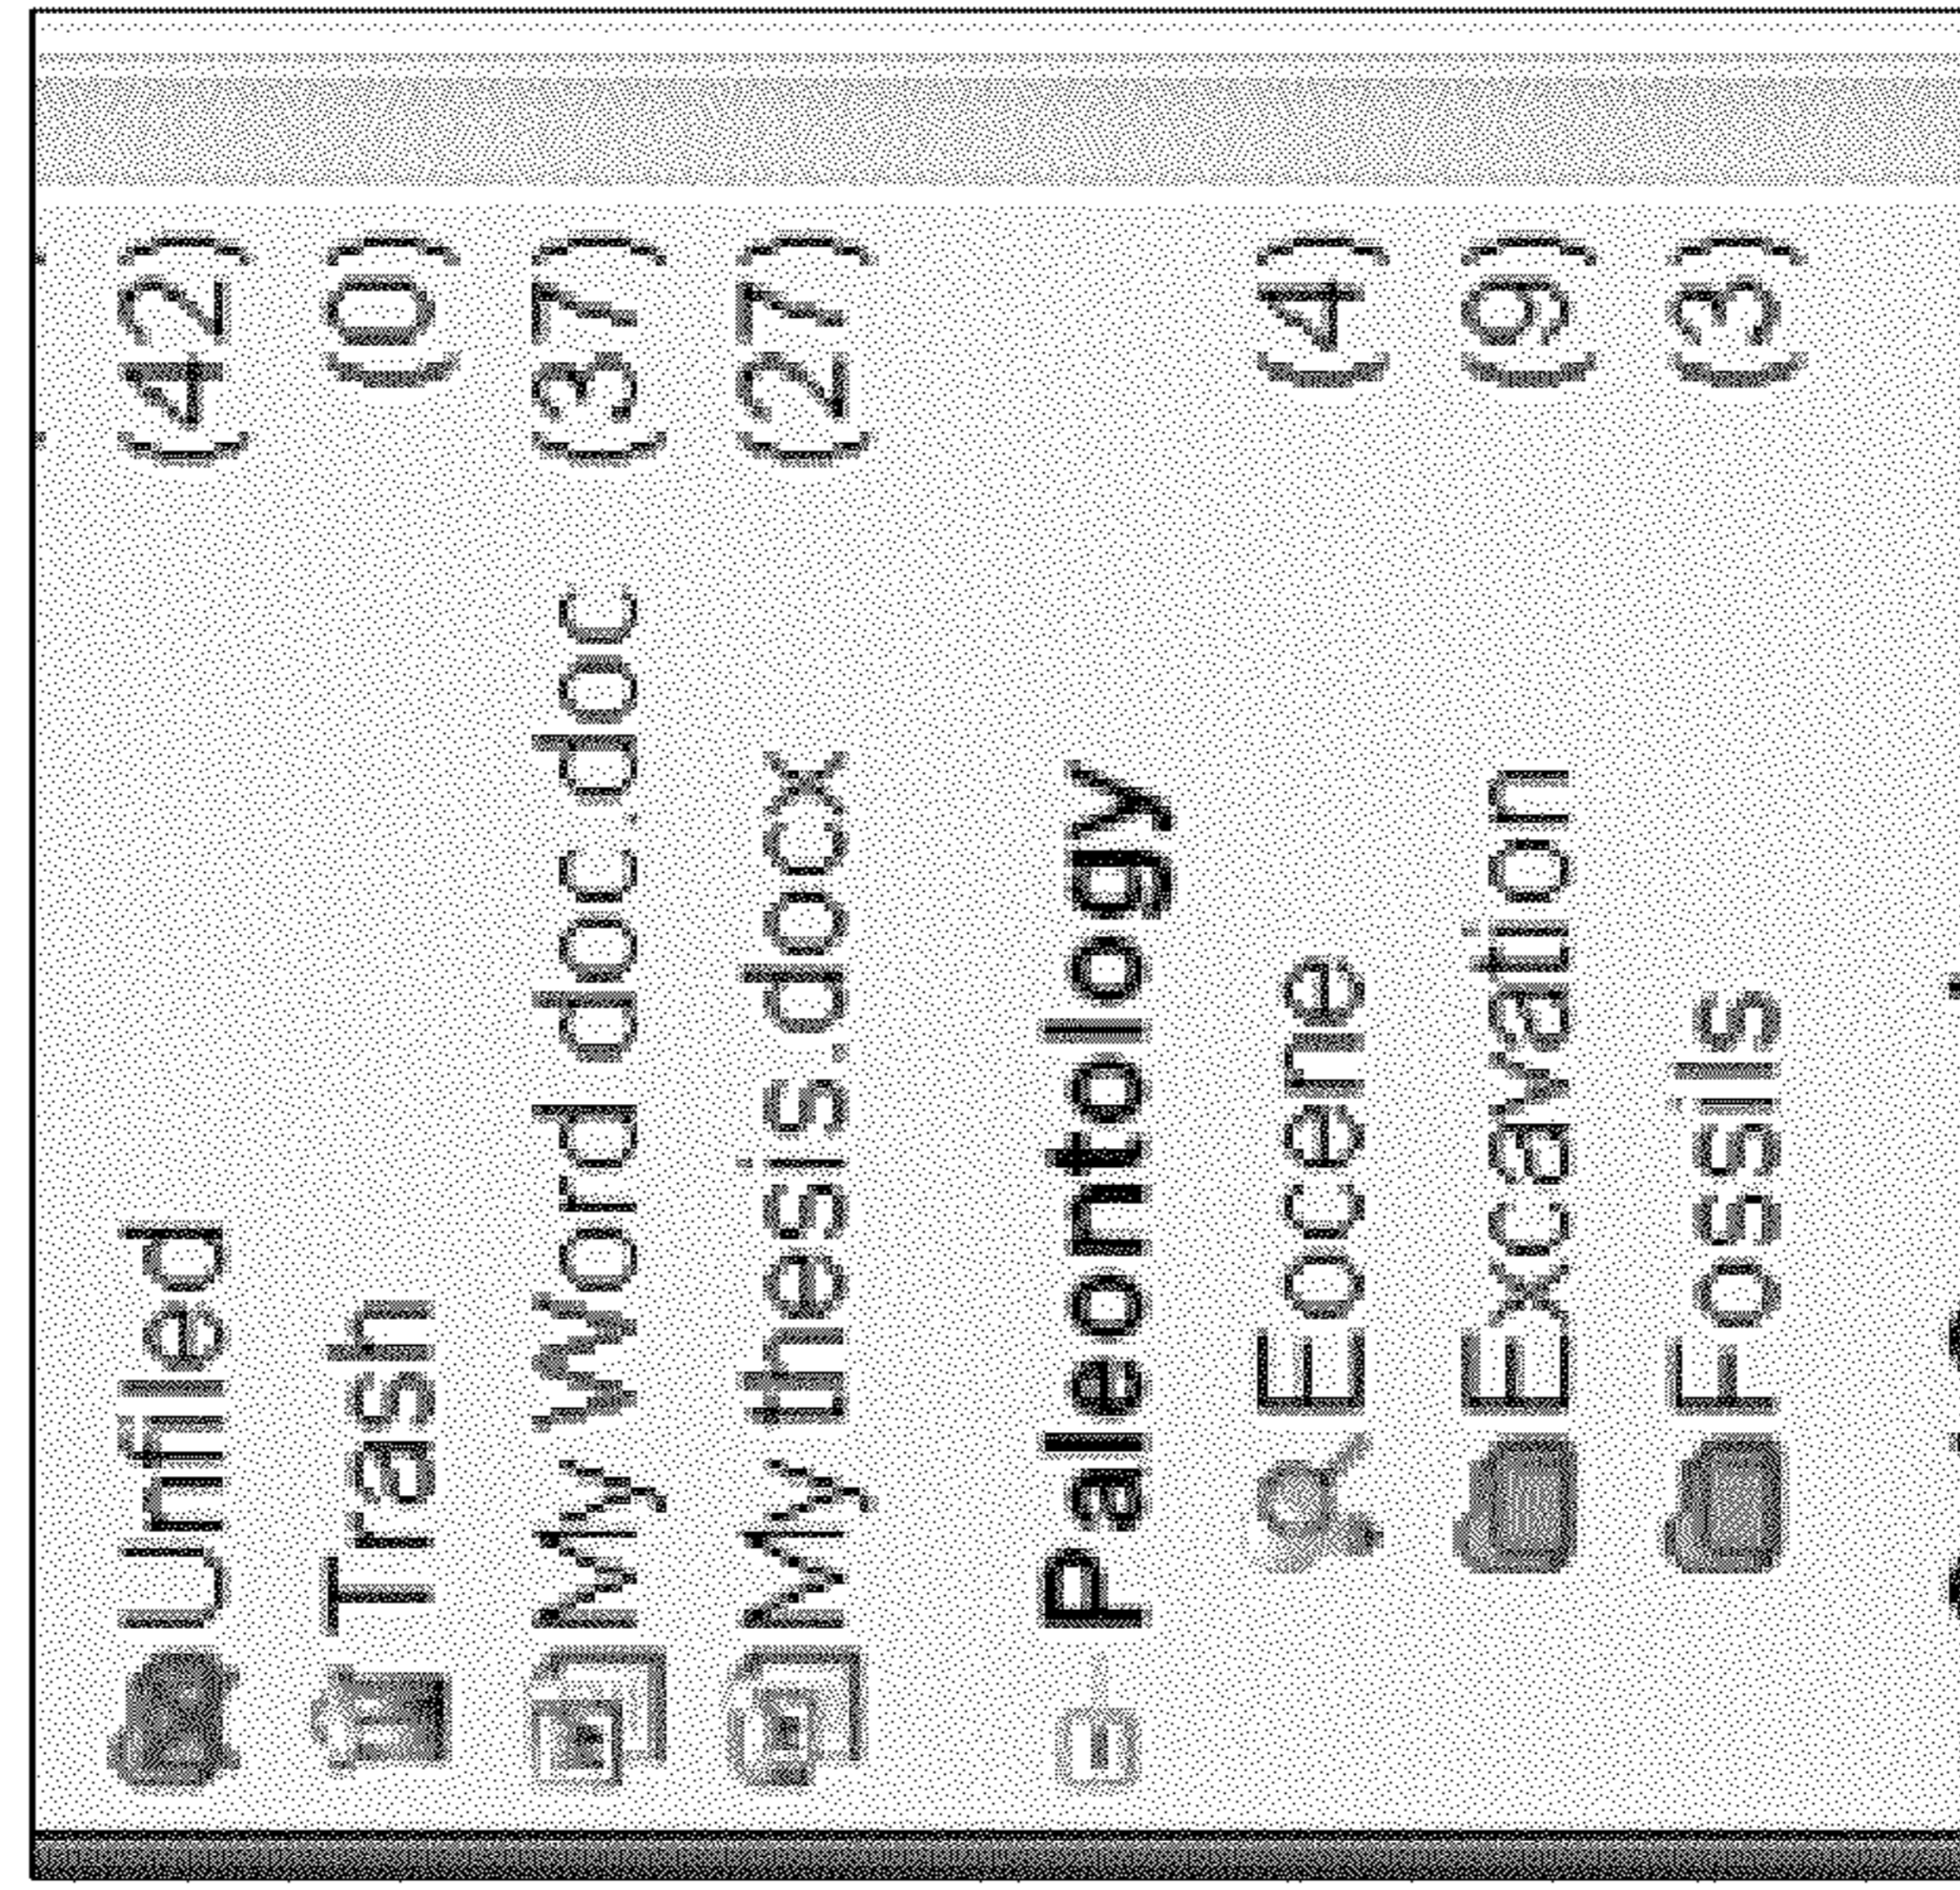 Unfiled (42)
Trash (0)
My Word doc.doc (37)
My thesis.docx (27)
Paleontology
Eocene (4)
Excavation (9)
Fossils (3)